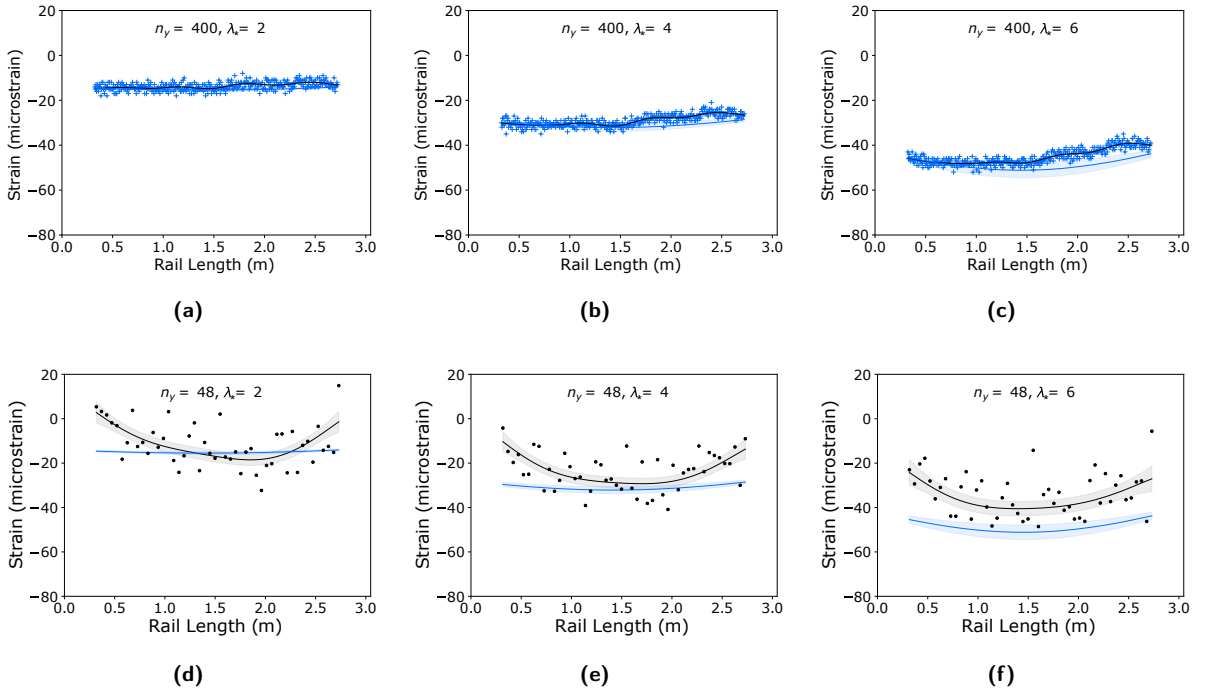 n_y = 400, λ_*= 2
20
0
−20
−40
−60
−80
Strain (microstrain)
0.0 0.5 1.0 1.5 2.0 2.5 3.0
Rail Length (m)
(a)
n_y = 400, λ_*= 4
20
0
−20
−40
−60
−80
Strain (microstrain)
0.0 0.5 1.0 1.5 2.0 2.5 3.0
Rail Length (m)
(b)
n_y = 400, λ_*= 6
20
0
−20
−40
−60
−80
Strain (microstrain)
0.0 0.5 1.0 1.5 2.0 2.5 3.0
Rail Length (m)
(c)
n_y = 48, λ_*= 2
20
0
−20
−40
−60
−80
Strain (microstrain)
0.0 0.5 1.0 1.5 2.0 2.5 3.0
Rail Length (m)
(d)
n_y = 48, λ_*= 4
20
0
−20
−40
−60
−80
Strain (microstrain)
0.0 0.5 1.0 1.5 2.0 2.5 3.0
Rail Length (m)
(e)
n_y = 48, λ_*= 6
20
0
−20
−40
−60
−80
Strain (microstrain)
0.0 0.5 1.0 1.5 2.0 2.5 3.0
Rail Length (m)
(f)